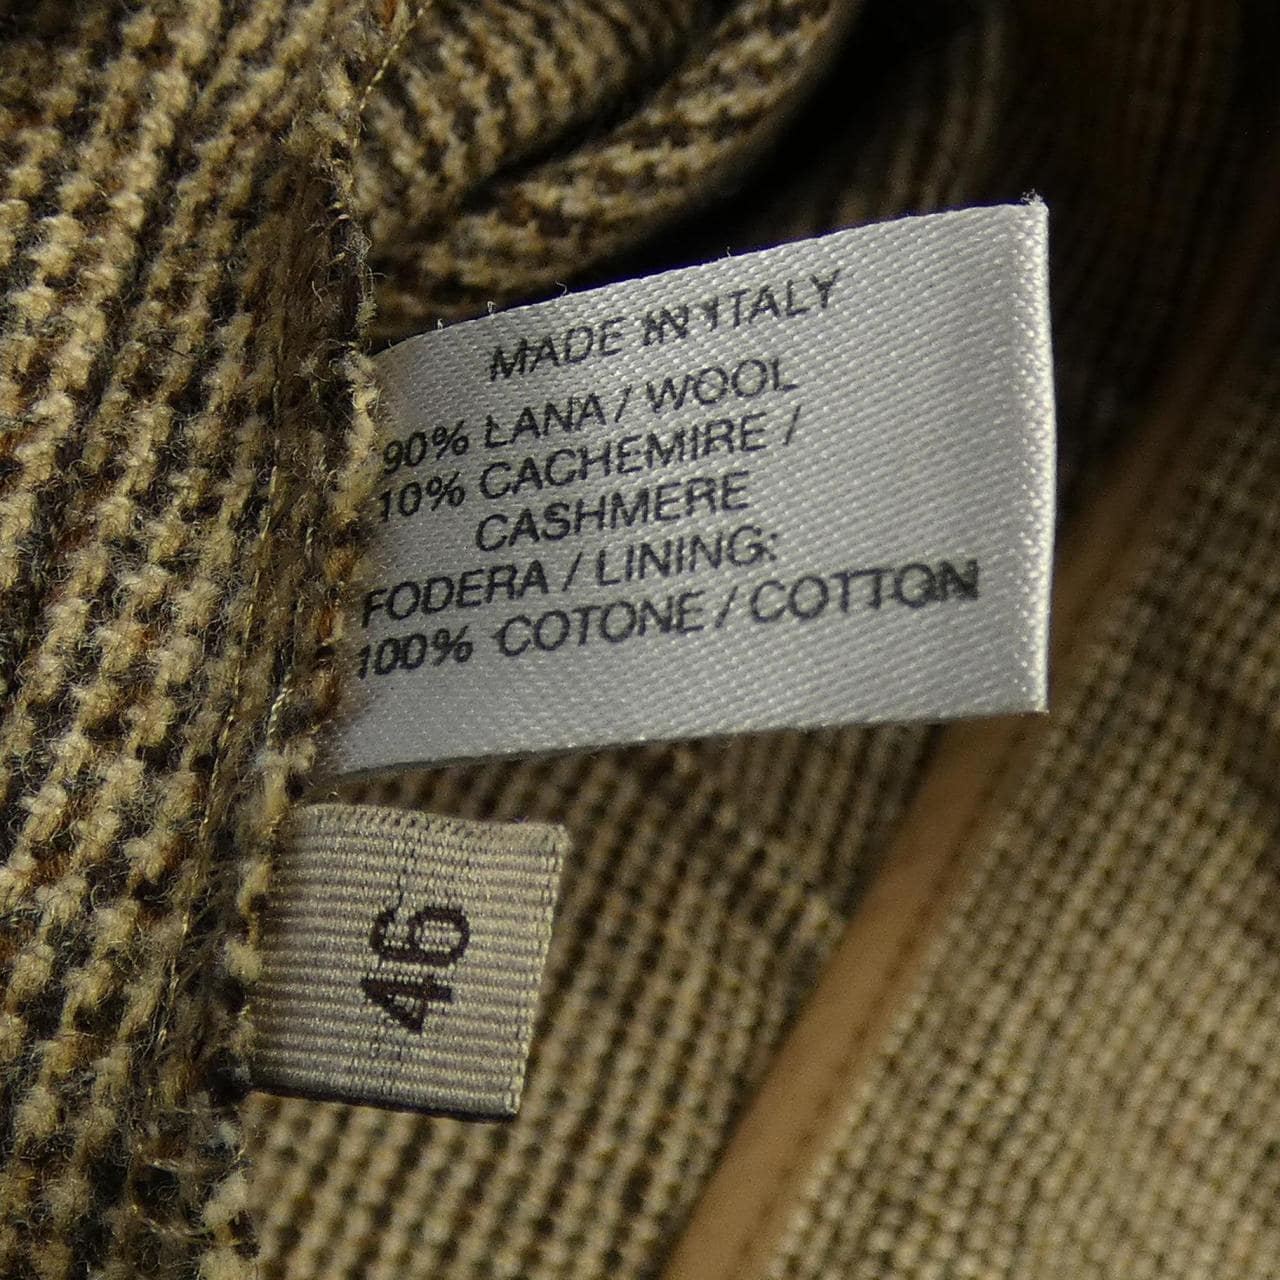 MADE IN ITALY
90% LANA / WOOL
10% CACHEMIRE /
CASHMERE
FODERA / LINING:
100% COTONE / COTTON
46